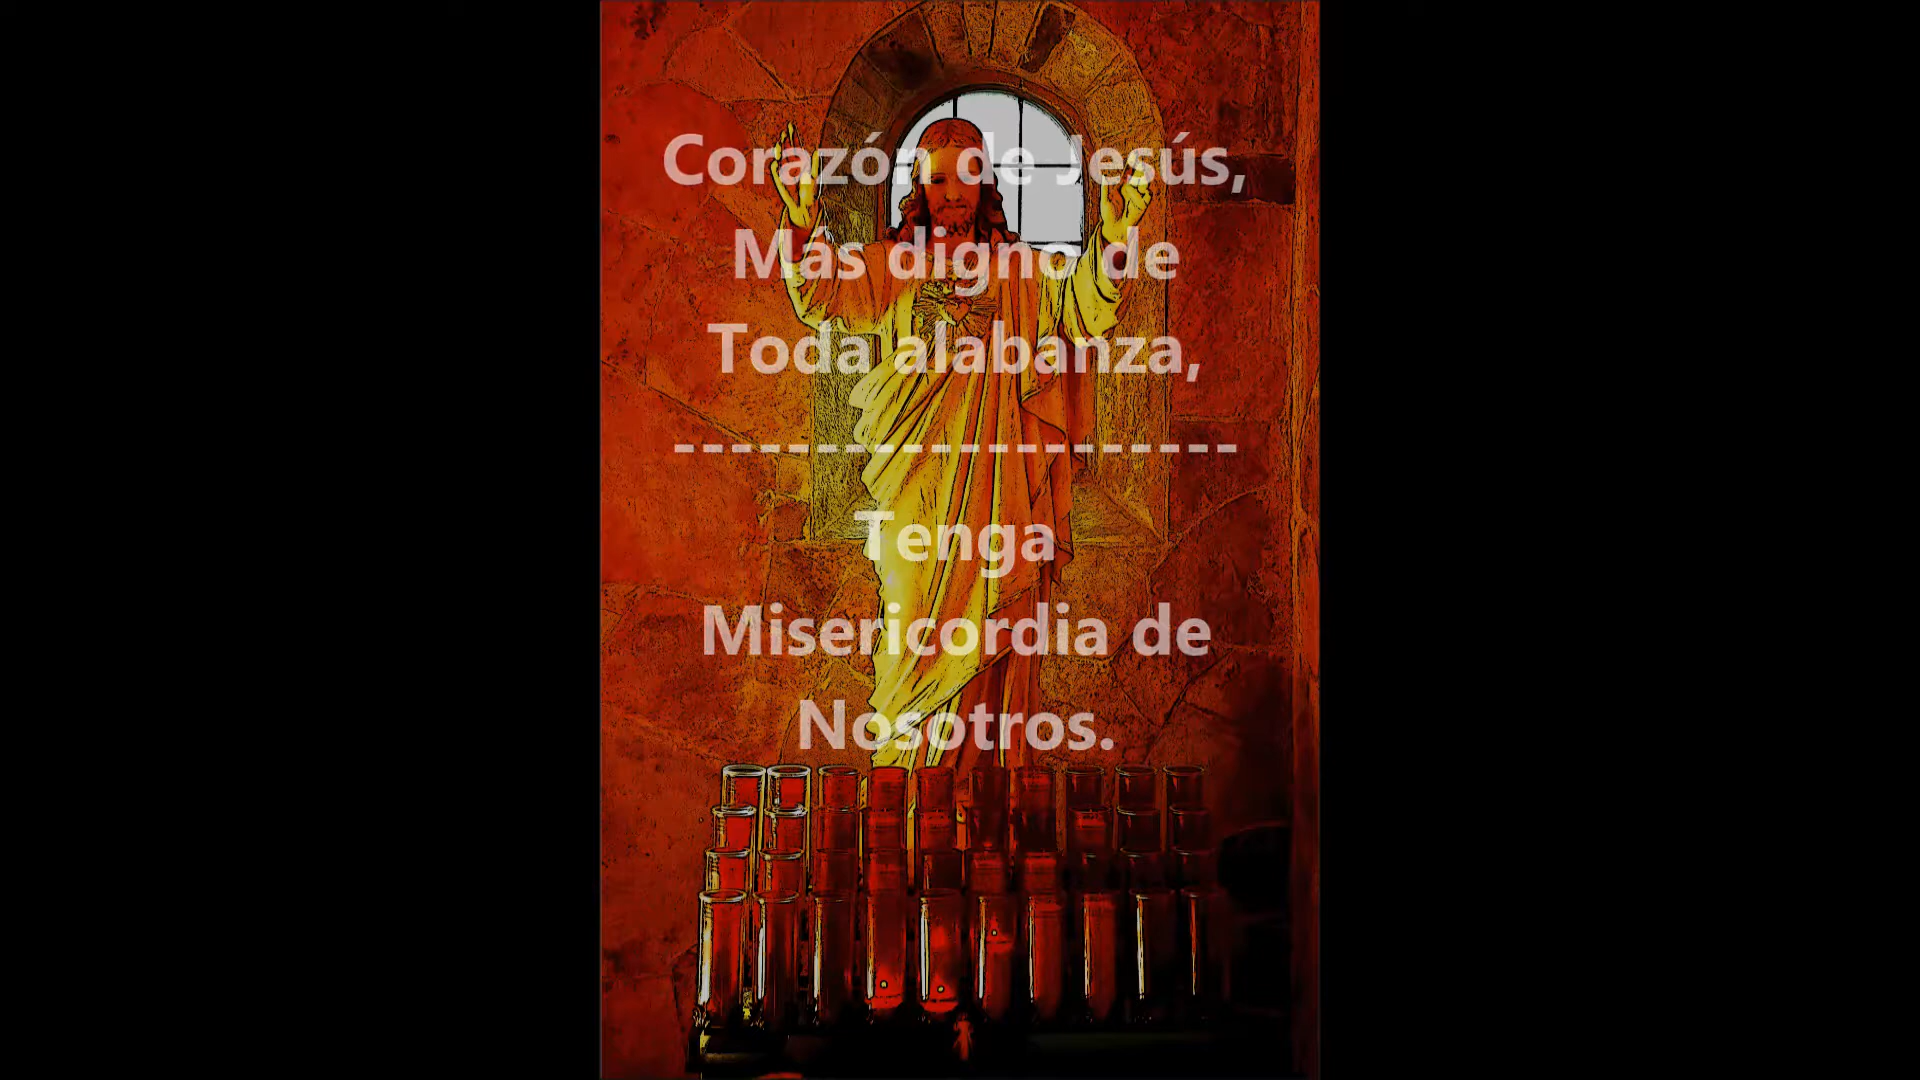 Corazón de Jesús,
Más digno de
Toda alabanza,
--------------------
Tenga
Misericordia de
Nosotros.